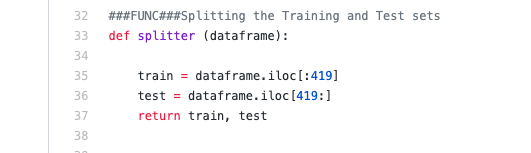 32 ###FUNC###Splitting the Training and Test sets
33 def splitter (dataframe):
34
35     train = dataframe.iloc[:419]
36     test = dataframe.iloc[419:]
37     return train, test
38